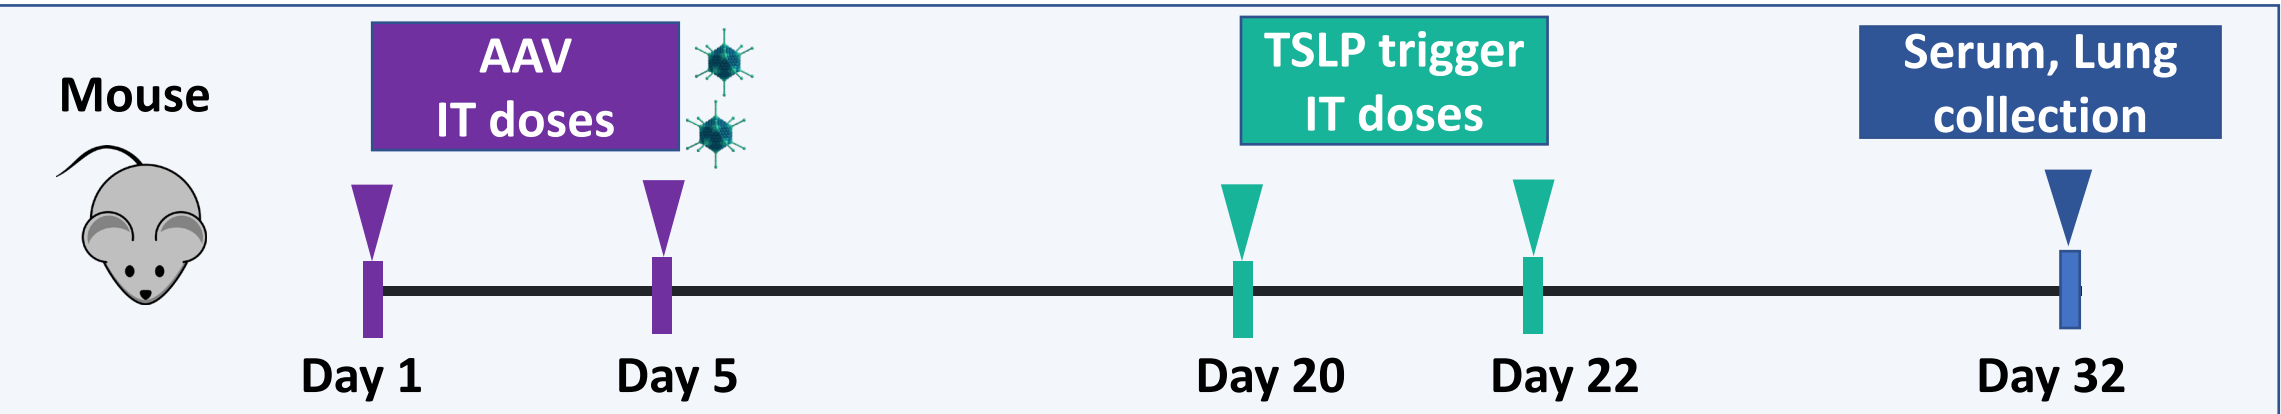 Mouse
AAV
IT doses
TSLP trigger
IT doses
Serum, Lung
collection
Day 1
Day 5
Day 20
Day 22
Day 32